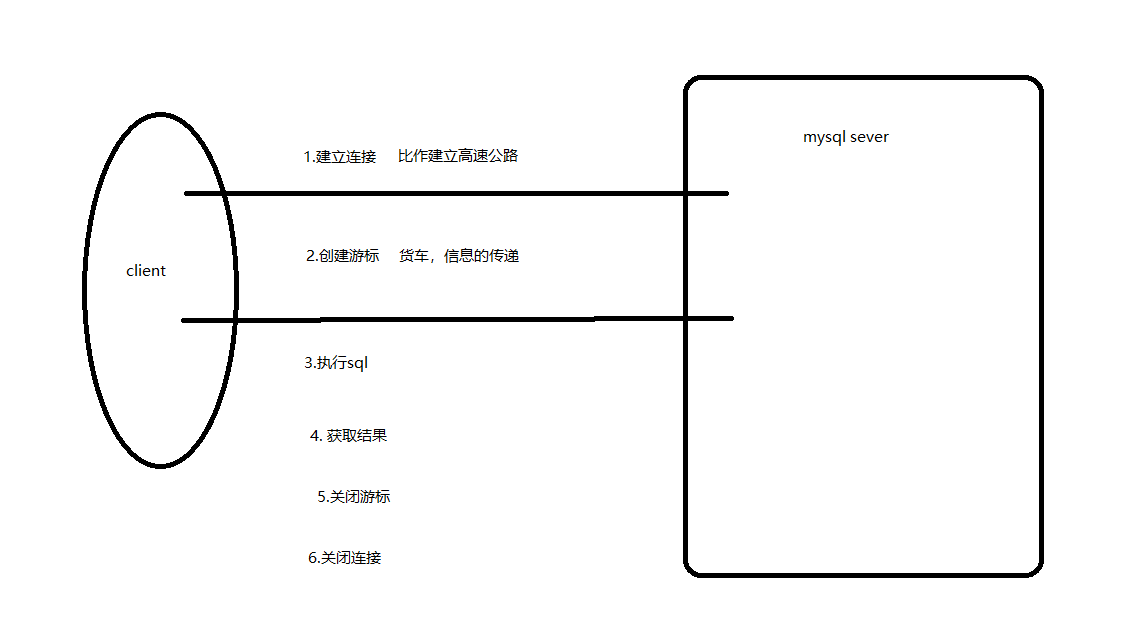 mysql sever
1.建立连接 比作建立高速公路
2.创建游标 货车，信息的传递
client
3.执行sql
4. 获取结果
5.关闭游标
6.关闭连接